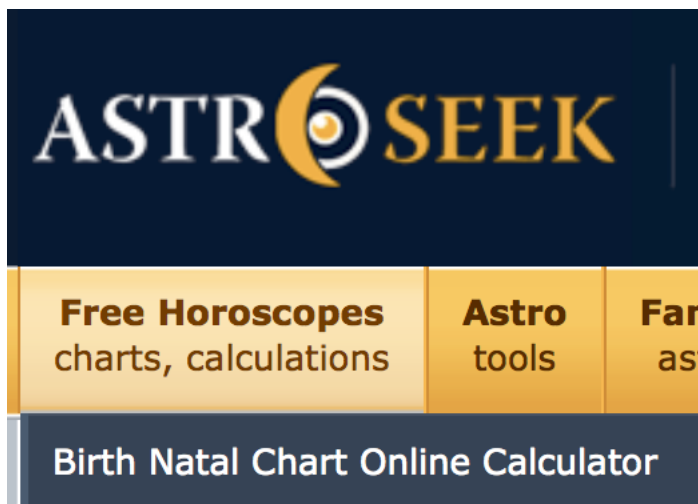 ASTROSEEK
Free Horoscopes
charts, calculations
Astro
tools
Birth Natal Chart Online Calculator